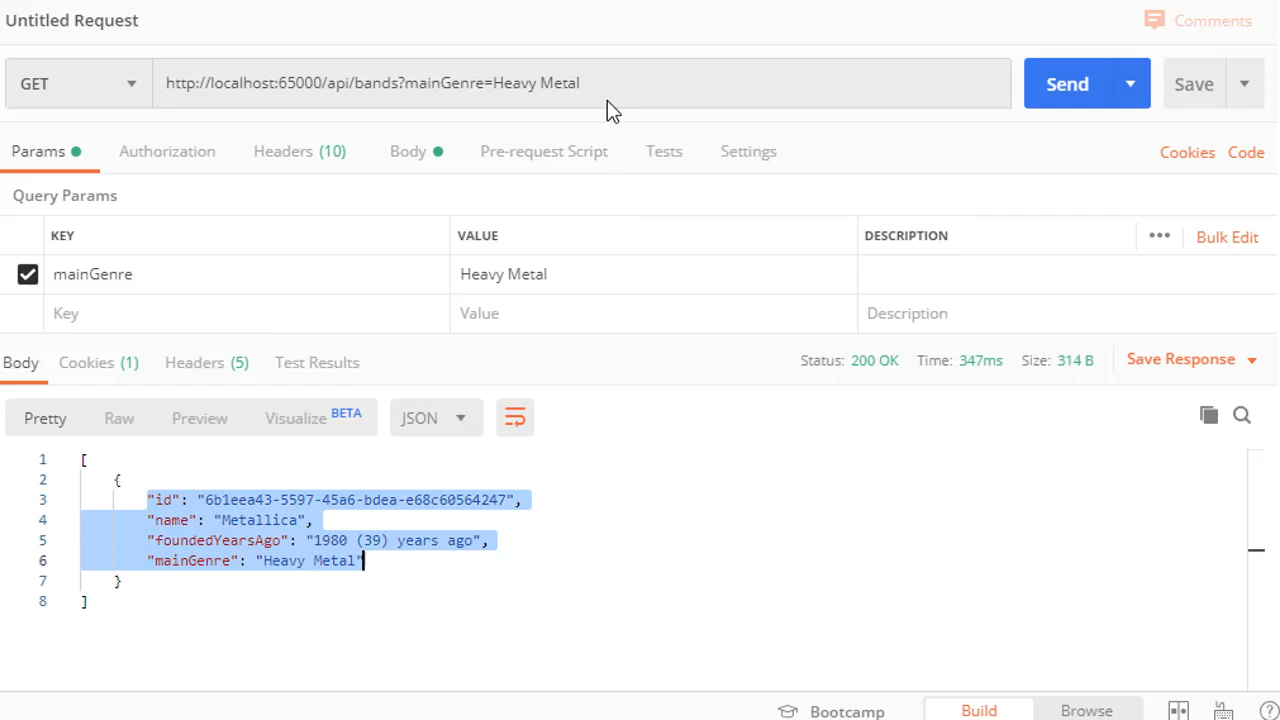 Untitled Request
Comments
GET http://localhost:65000/api/bands?mainGenre=Heavy Metal Send Save
Params Authorization Headers (10) Body Pre-request Script Tests Settings Cookies Code
Query Params
KEY VALUE DESCRIPTION ••• Bulk Edit
mainGenre Heavy Metal
Key Value Description
Body Cookies (1) Headers (5) Test Results Status: 200 OK Time: 347ms Size: 314 B Save Response
Pretty Raw Preview Visualize BETA JSON
1 [
2 {
3 "id": "6b1eea43-5597-45a6-bdea-e68c60564247",
4 "name": "Metallica",
5 "foundedYearsAgo": "1980 (39) years ago",
6 "mainGenre": "Heavy Metal"
7 }
8 ]
Bootcamp Build Browse ?